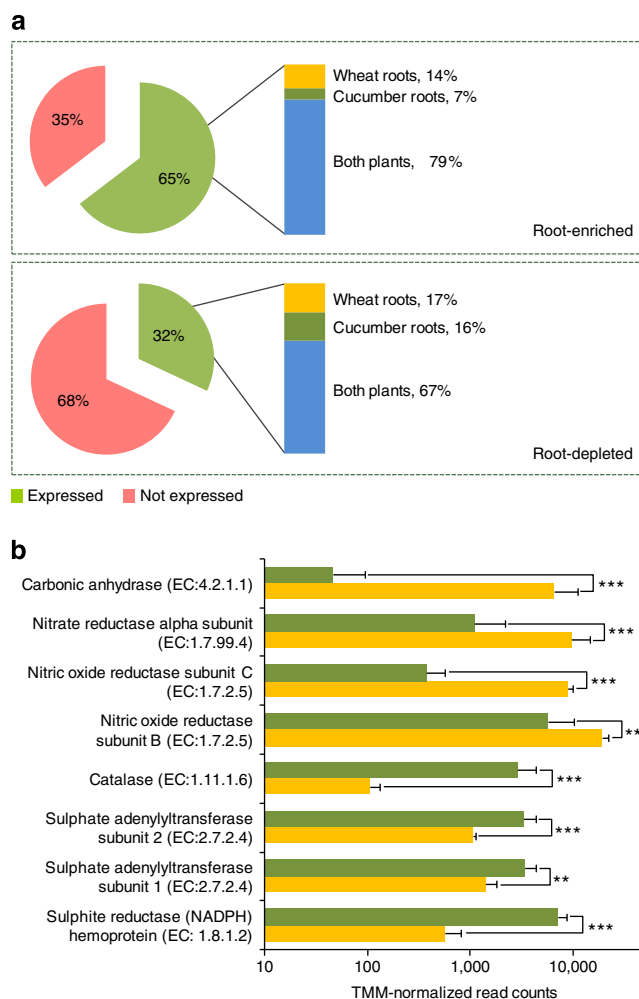 a
35%
65%
Wheat roots, 14%
Cucumber roots, 7%
Both plants, 79%
Root-enriched
32%
68%
Wheat roots, 17%
Cucumber roots, 16%
Both plants, 67%
Root-depleted
Expressed
Not expressed
b
Carbonic anhydrase (EC:4.2.1.1)
***
Nitrate reductase alpha subunit
(EC:1.7.99.4)
***
Nitric oxide reductase subunit C
(EC:1.7.2.5)
***
Nitric oxide reductase
subunit B (EC:1.7.2.5)
**
Catalase (EC:1.11.1.6)
***
Sulphate adenylyltransferase
subunit 2 (EC:2.7.2.4)
***
Sulphate adenylyltransferase
subunit 1 (EC:2.7.2.4)
**
Sulphite reductase (NADPH)
hemoprotein (EC: 1.8.1.2)
***
10
100
1,000
10,000
TMM-normalized read counts